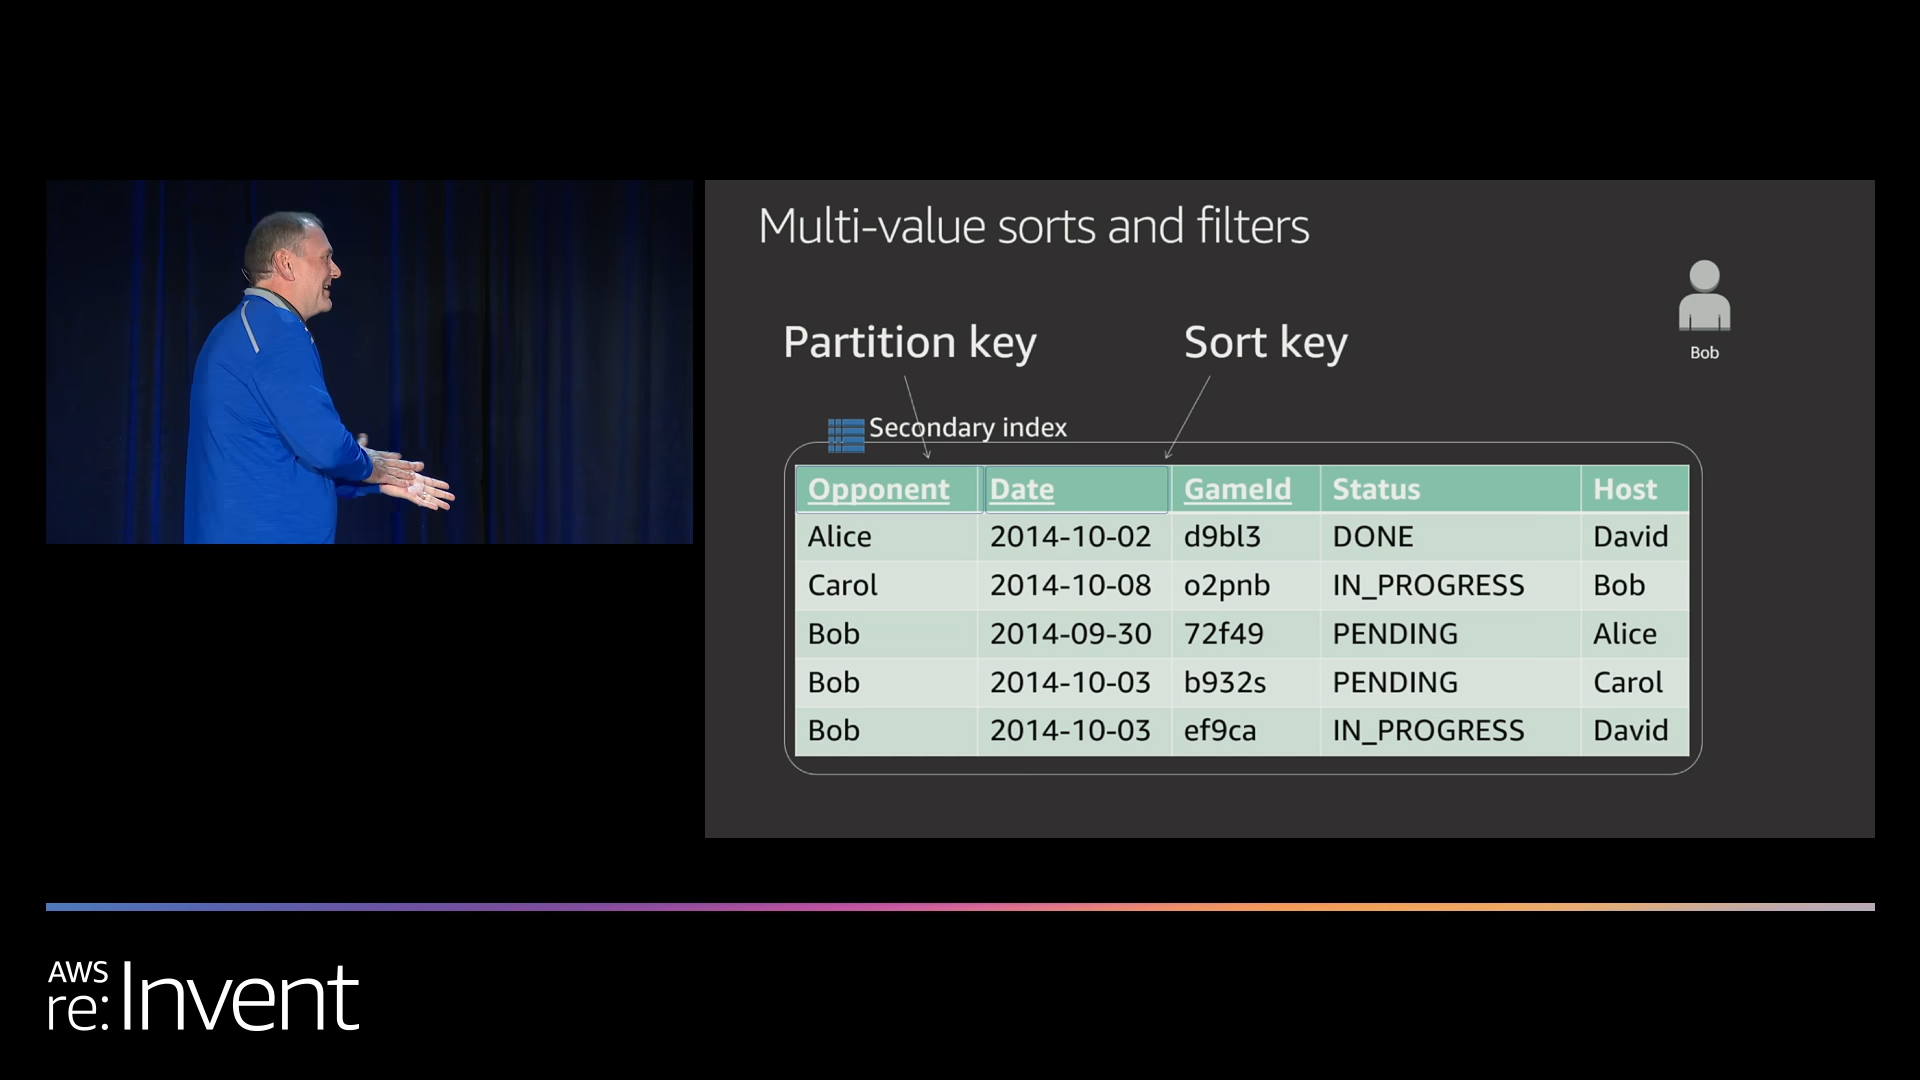 Multi-value sorts and filters
Partition key
Sort key
Bob
Secondary index
Opponent Date GameId Status Host
Alice 2014-10-02 d9bl3 DONE David
Carol 2014-10-08 o2pnb IN_PROGRESS Bob
Bob 2014-09-30 72f49 PENDING Alice
Bob 2014-10-03 b932s PENDING Carol
Bob 2014-10-03 ef9ca IN_PROGRESS David
AWS
re:Invent